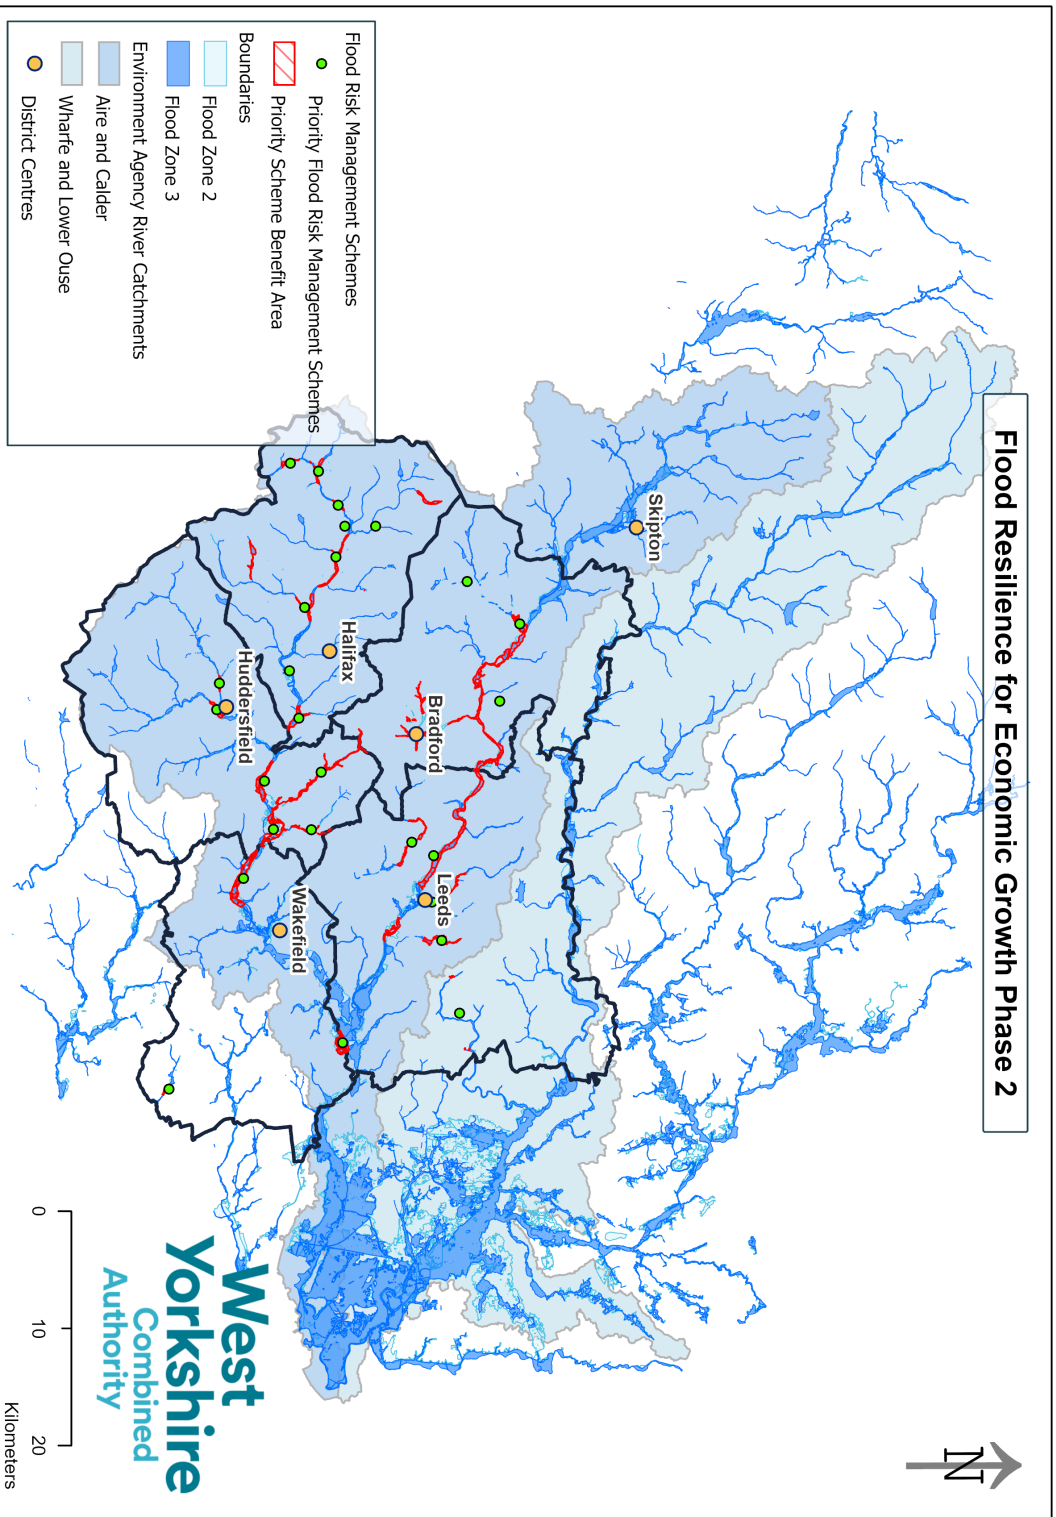 Flood Resilience for Economic Growth Phase 2
N
Skipton
Bradford
Leeds
Halifax
Huddersfield
Wakefield
Flood Risk Management Schemes
Priority Flood Risk Management Schemes
Priority Scheme Benefit Area
Boundaries
Flood Zone 2
Flood Zone 3
Environment Agency River Catchments
Aire and Calder
Wharfe and Lower Ouse
District Centres
West
Yorkshire
Combined
Authority
0 10 20
Kilometers